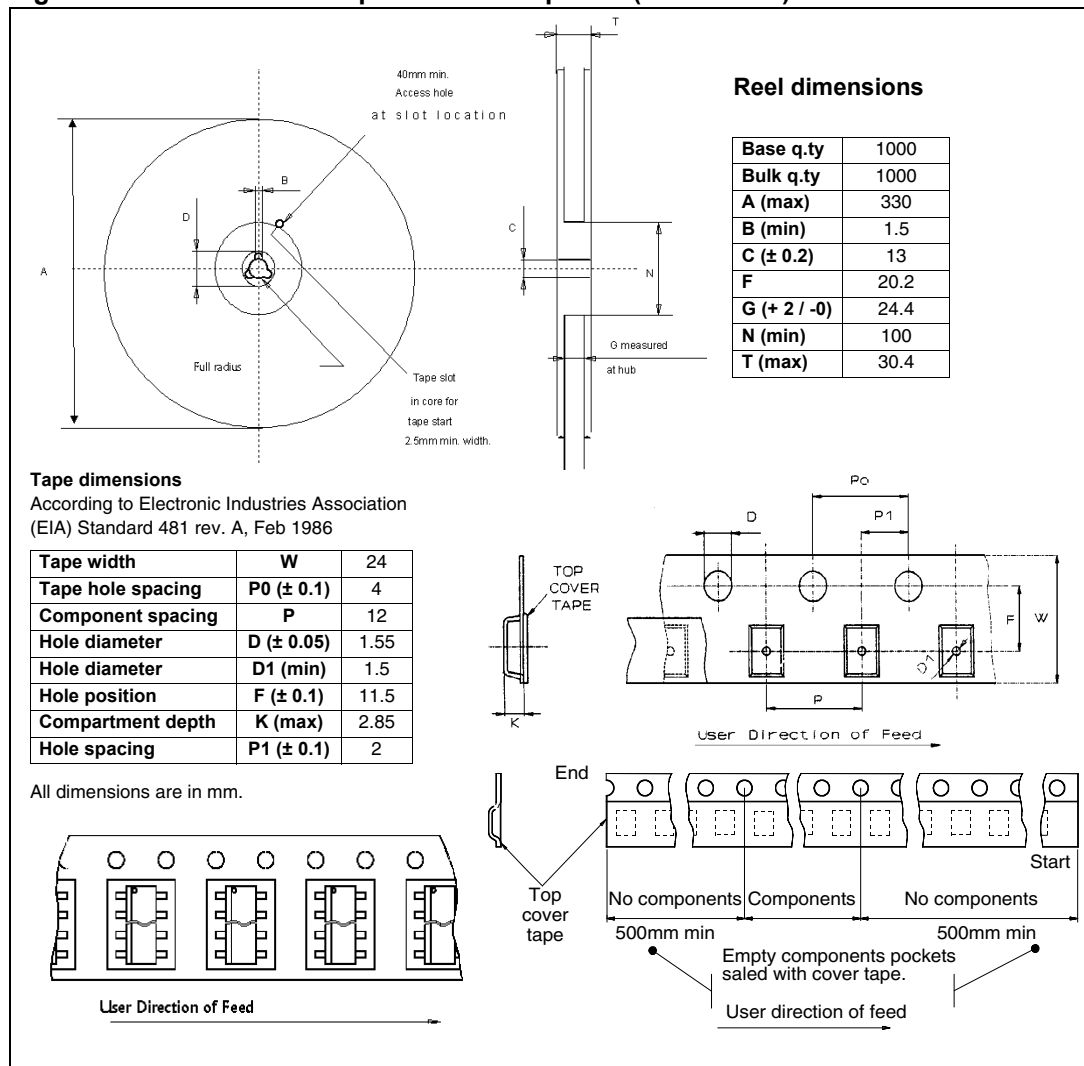 T
40mm min.
Access hole
at slot location
B
D
C
A
N
G measured
at hub
Full radius
Tape slot
in core for
tape start
2.5mm min. width.
Reel dimensions
Base q.ty 1000
Bulk q.ty 1000
A (max) 330
B (min) 1.5
C (± 0.2) 13
F 20.2
G (+ 2 / -0) 24.4
N (min) 100
T (max) 30.4
Tape dimensions
According to Electronic Industries Association
(EIA) Standard 481 rev. A, Feb 1986
Tape width W 24
Tape hole spacing P0 (± 0.1) 4
Component spacing P 12
Hole diameter D (± 0.05) 1.55
Hole diameter D1 (min) 1.5
Hole position F (± 0.1) 11.5
Compartment depth K (max) 2.85
Hole spacing P1 (± 0.1) 2
All dimensions are in mm.
Po
D
P1
TOP
COVER
TAPE
F
W
D1
K
P
User Direction of Feed
End
Start
Top
cover
tape
No components Components No components
500mm min 500mm min
Empty components pockets
saled with cover tape.
User direction of feed
User Direction of Feed